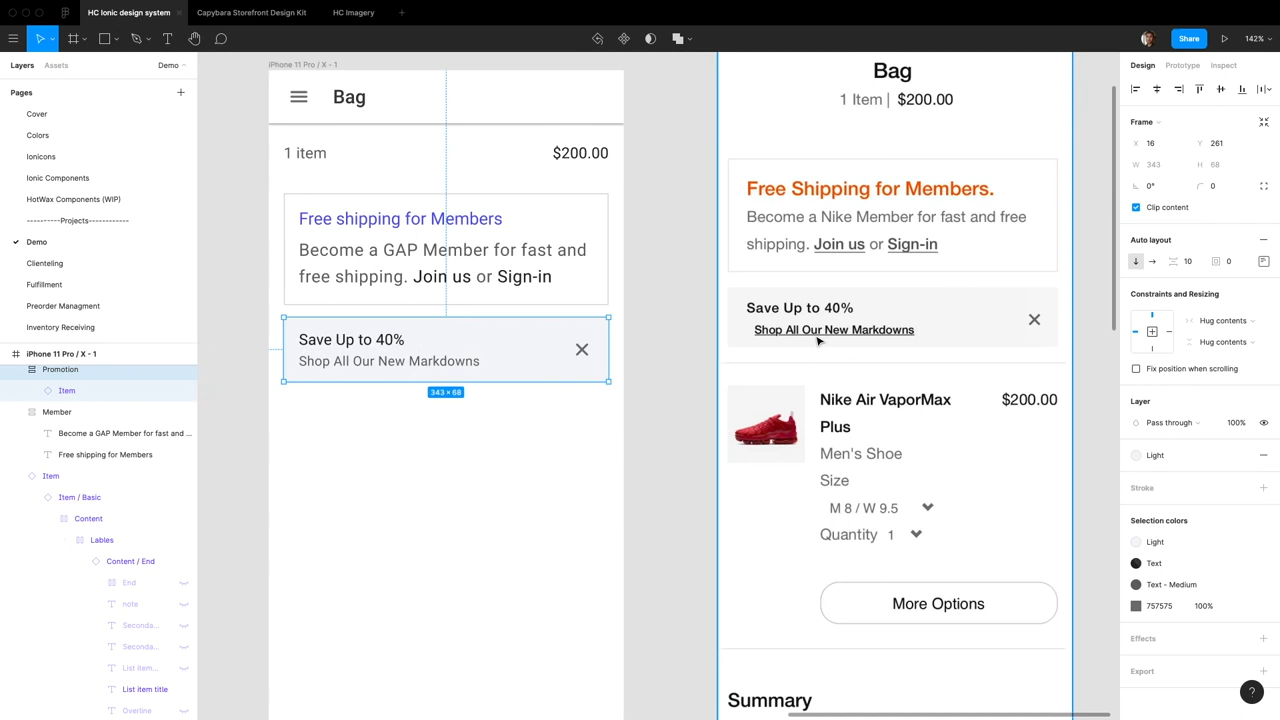 HC Ionic design system
Capybara Storefront Design Kit
HC Imagery
Share
142%
Layers
Assets
Demo
Pages
Cover
Colors
Ionicons
Ionic Components
HotWax Components (WIP)
----------Projects------------
Demo
Clienteling
Fulfillment
Preorder Managment
Inventory Receiving
iPhone 11 Pro / X - 1
Promotion
Item
Member
Become a GAP Member for fast and ...
Free shipping for Members
Item
Item / Basic
Content
Lables
Content / End
End
note
Seconda...
Seconda...
List item...
List item title
Overline
iPhone 11 Pro / X - 1
Bag
1 item
$200.00
Free shipping for Members
Become a GAP Member for fast and
free shipping. Join us or Sign-in
Save Up to 40%
Shop All Our New Markdowns
343 × 68
Bag
1 Item | $200.00
Free Shipping for Members.
Become a Nike Member for fast and free
shipping. Join us or Sign-in
Save Up to 40%
Shop All Our New Markdowns
Nike Air VaporMax
Plus
$200.00
Men's Shoe
Size
M 8 / W 9.5
Quantity 1
More Options
Summary
Design
Prototype
Inspect
Frame
X 16
Y 261
W 343
H 68
0°
0
Clip content
Auto layout
10
0
Constraints and Resizing
Hug contents
Hug contents
Fix position when scrolling
Layer
Pass through
100%
Light
Stroke
Selection colors
Light
Text
Text - Medium
757575
100%
Effects
Export
?